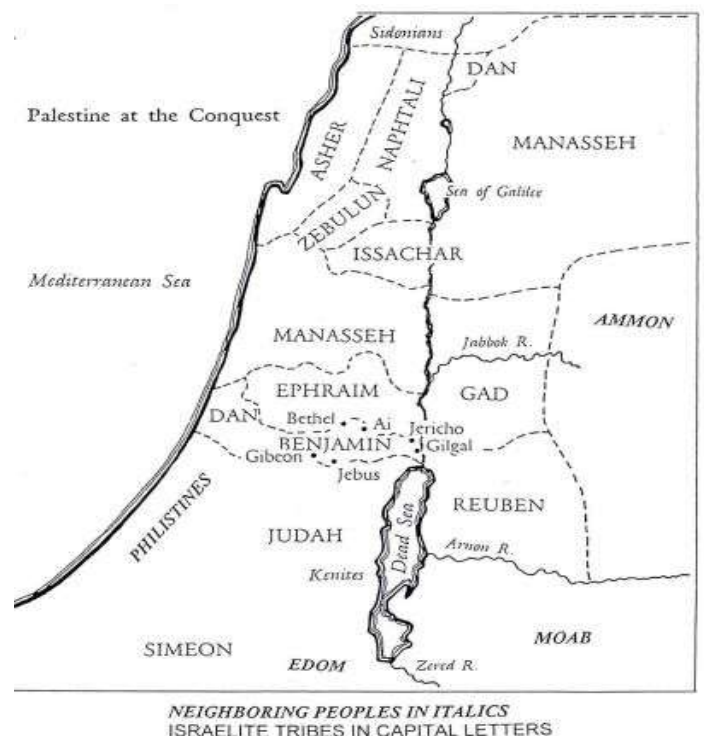 Sidonians
DAN
Palestine at the Conquest
ASHER
NAPHTALI
MANASSEH
Sea of Galilee
ZEBULUN
ISSACHAR
Mediterranean Sea
AMMON
MANASSEH
Jabbok R.
EPHRAIM
GAD
DAN
Bethel
Ai
Jericho
BENJAMIN
Gilgal
Gibeon
Jebus
PHILISTINES
REUBEN
JUDAH
Dead Sea
Arnon R.
Kenites
MOAB
SIMEON
EDOM
Zered R.
NEIGHBORING PEOPLES IN ITALICS
ISRAELITE TRIBES IN CAPITAL LETTERS